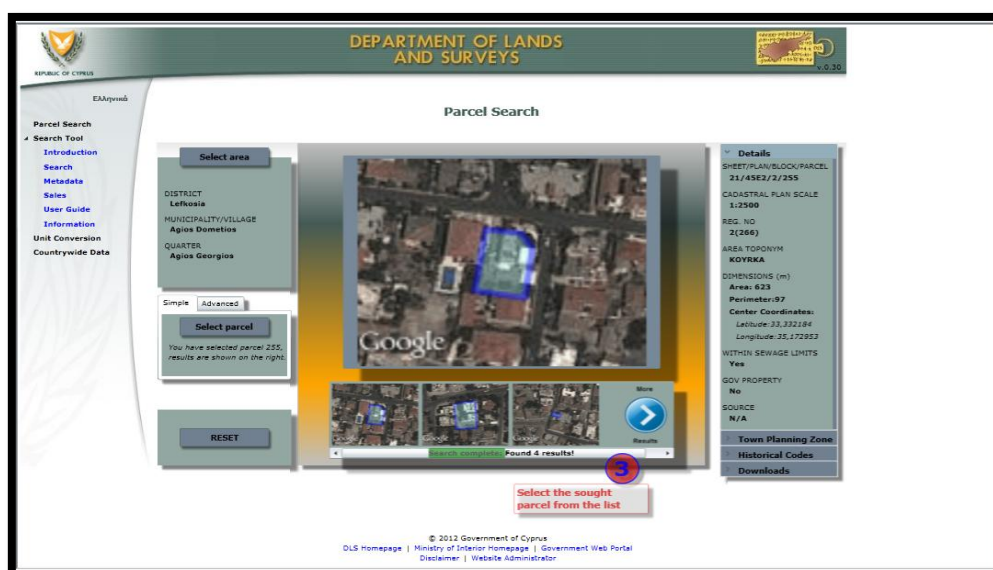 REPUBLIC OF CYPRUS
DEPARTMENT OF LANDS
AND SURVEYS
v.0.30
Ελληνικά
Parcel Search
Search Tool
Introduction
Search
Metadata
Sales
User Guide
Information
Unit Conversion
Countrywide Data
Parcel Search
Select area
DISTRICT
Lefkosia
MUNICIPALITY/VILLAGE
Agios Dometios
QUARTER
Agios Georgios
Simple Advanced
Select parcel
You have selected parcel 255,
results are shown on the right.
RESET
Google
Google
Google
Google
More
Results
Search complete: Found 4 results!
3
Select the sought
parcel from the list
Details
SHEET/PLAN/BLOCK/PARCEL
21/45E2/2/255
CADASTRAL PLAN SCALE
1:2500
REG. NO
2(266)
AREA TOPONYM
KOYRKA
DIMENSIONS (m)
Area: 623
Perimeter:97
Center Coordinates:
Latitude:33,332184
Longitude:35,172953
WITHIN SEWAGE LIMITS
Yes
GOV PROPERTY
No
SOURCE
N/A
Town Planning Zone
Historical Codes
Downloads
© 2012 Government of Cyprus
DLS Homepage | Ministry of Interior Homepage | Government Web Portal
Disclaimer | Website Administrator